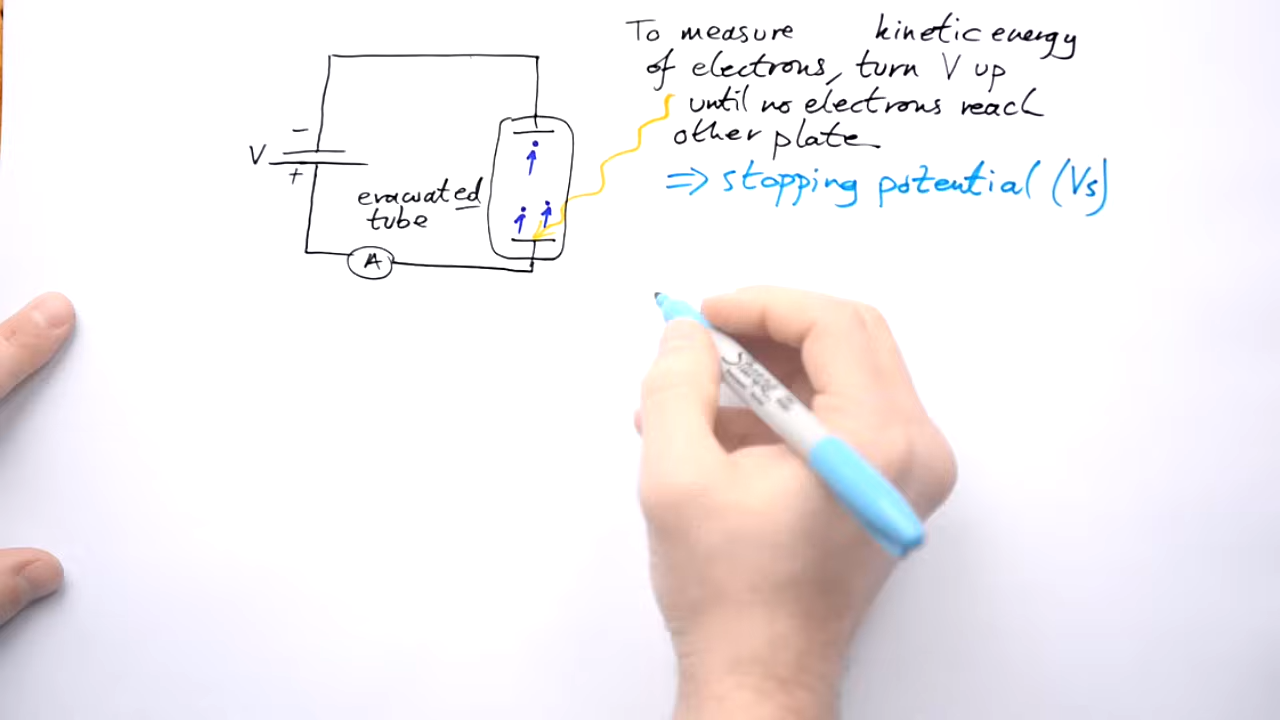 To measure kinetic energy
of electrons, turn V up
until no electrons reach
other plate
⇒ stopping potential (Vs)
−
V
+
evacuated
tube
A
Sharpie